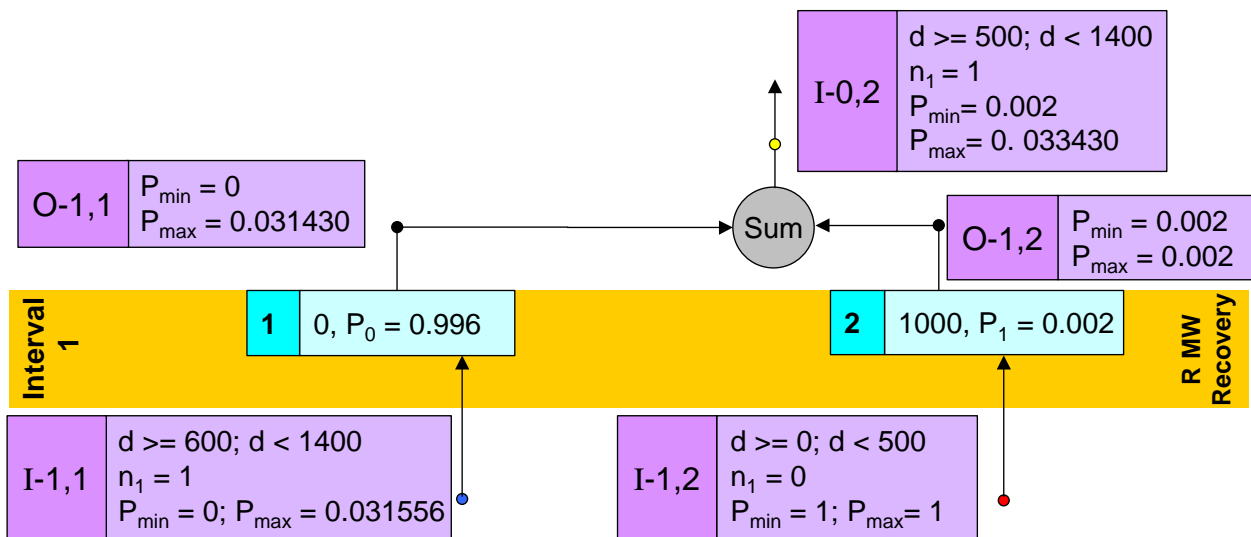 I-0,2
d >= 500; d < 1400
n₁ = 1
Pmin= 0.002
Pmax= 0. 033430
O-1,1
Pmin = 0
Pmax = 0.031430
Sum
O-1,2
Pmin = 0.002
Pmax = 0.002
Interval
1
1
0, P₀ = 0.996
2
1000, P₁ = 0.002
R MW
Recovery
I-1,1
d >= 600; d < 1400
n₁ = 1
Pmin = 0; Pmax = 0.031556
I-1,2
d >= 0; d < 500
n₁ = 0
Pmin = 1; Pmax= 1